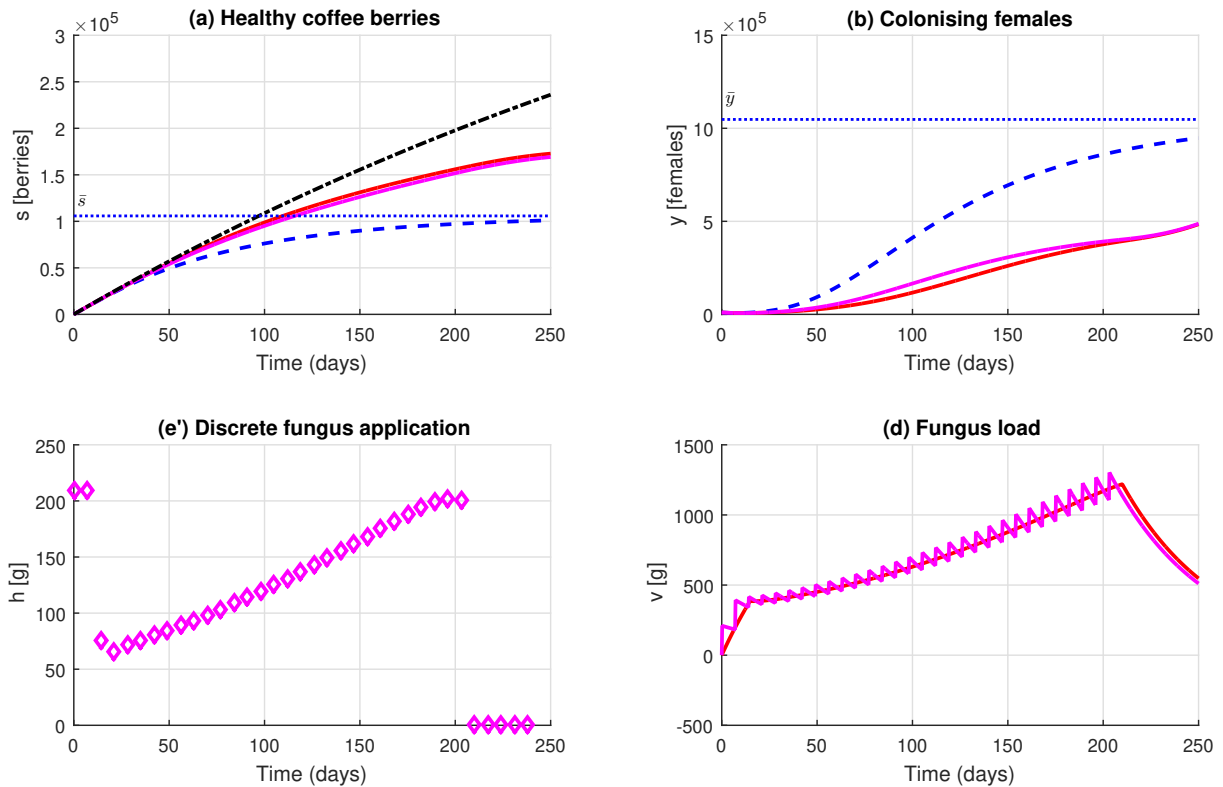 (a) Healthy coffee berries
×10^5
3
2.5
2
1.5
1
0.5
0
s̄
s [berries]
0 50 100 150 200 250
Time (days)
(b) Colonising females
×10^5
15
10
5
0
ȳ
y [females]
0 50 100 150 200 250
Time (days)
(e') Discrete fungus application
250
200
150
100
50
0
h [g]
0 50 100 150 200 250
Time (days)
(d) Fungus load
1500
1000
500
0
-500
v [g]
0 50 100 150 200 250
Time (days)